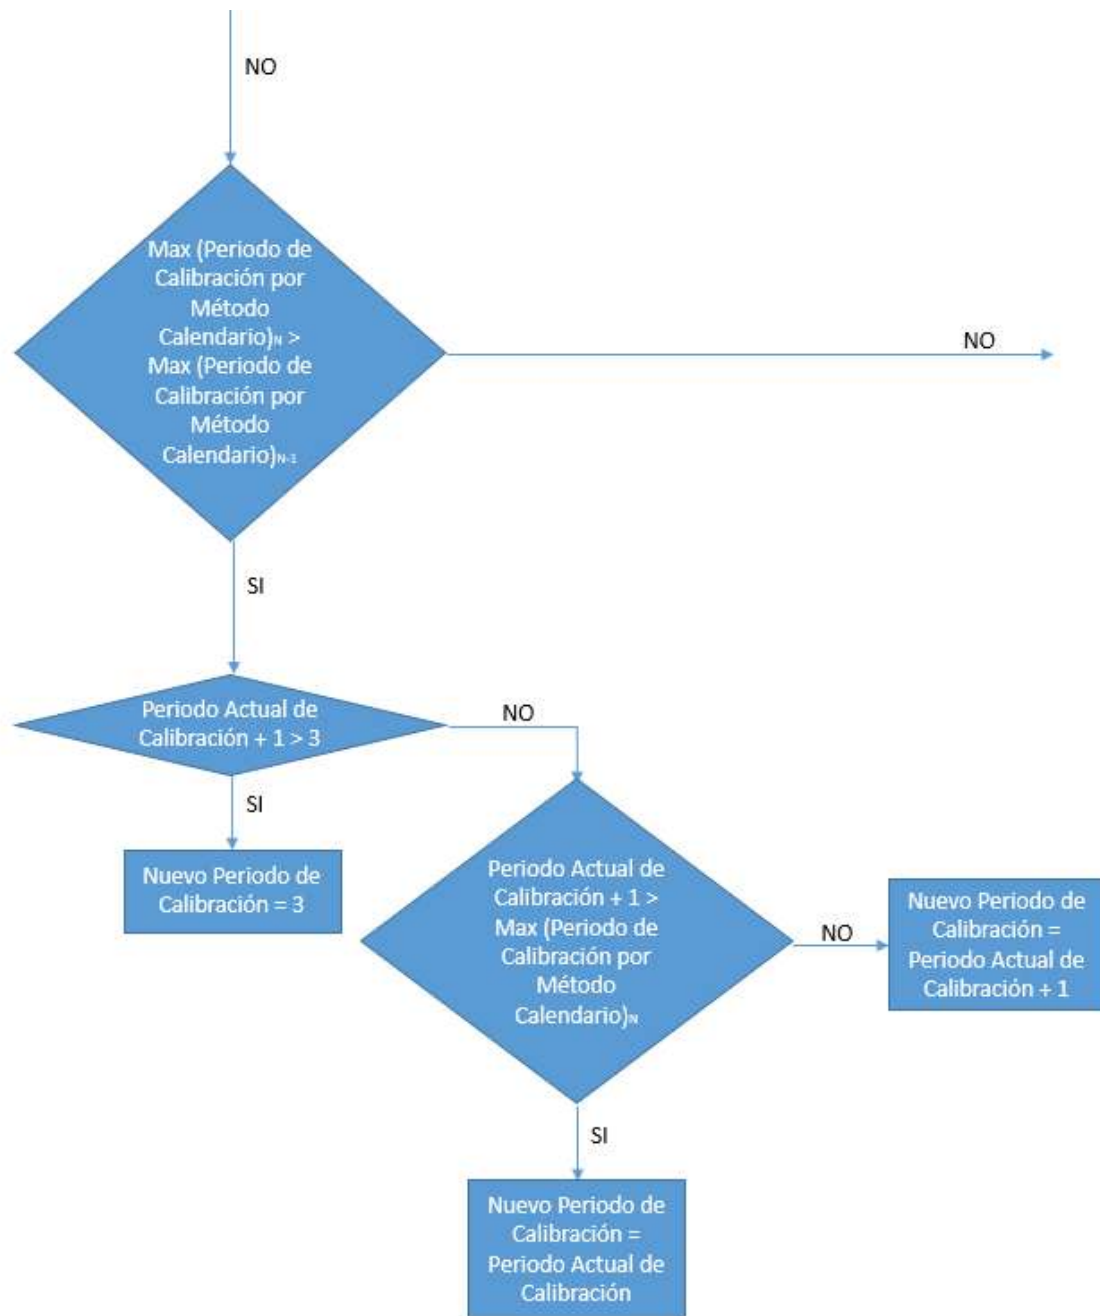 NO
Max (Periodo de
Calibración por
Método
Calendario)N >
Max (Periodo de
Calibración por
Método
Calendario)N-1
NO
SI
Periodo Actual de
Calibración + 1 > 3
NO
SI
Nuevo Periodo de
Calibración = 3
Periodo Actual de
Calibración + 1 >
Max (Periodo de
Calibración por
Método
Calendario)N
NO
Nuevo Periodo de
Calibración =
Periodo Actual de
Calibración + 1
SI
Nuevo Periodo de
Calibración =
Periodo Actual de
Calibración